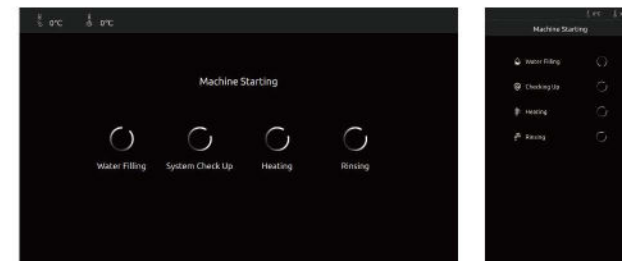 0°C 0°C
Machine Starting
Water Filling System Check Up Heating Rinsing
0°C
Machine Starting
Water Filling
Checking Up
Heating
Rinsing